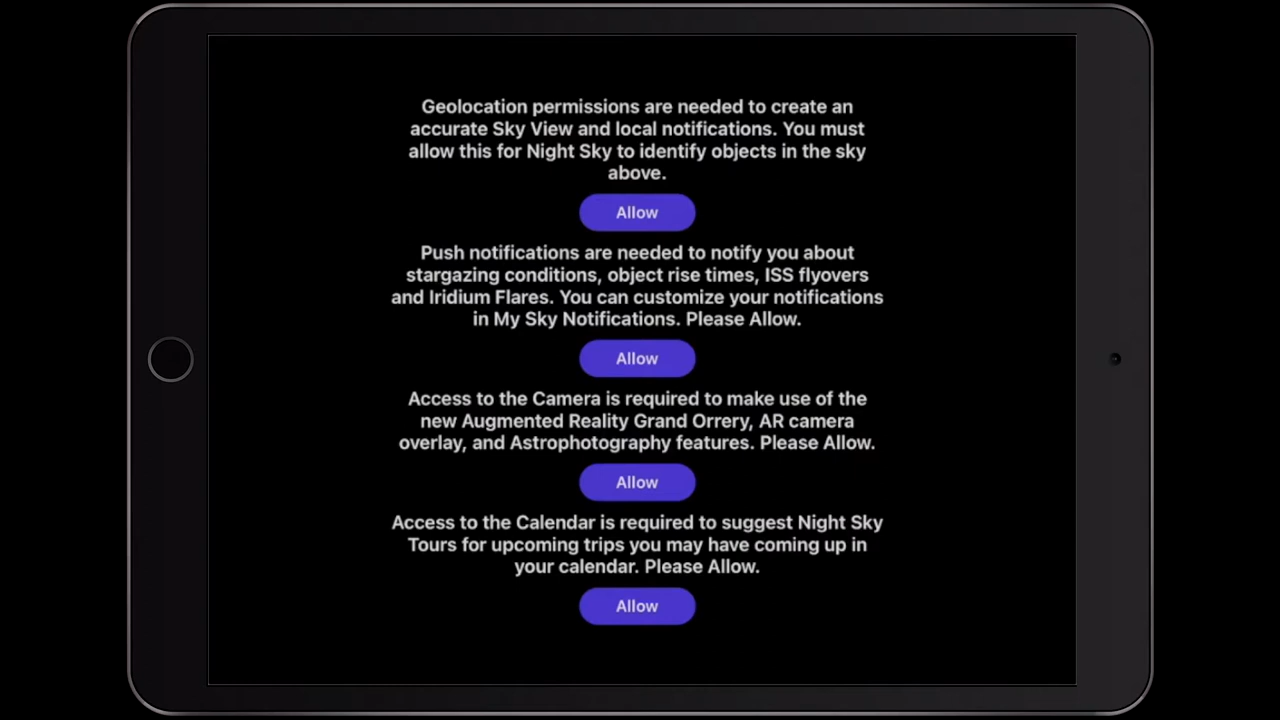 Geolocation permissions are needed to create an
accurate Sky View and local notifications. You must
allow this for Night Sky to identify objects in the sky
above.
Allow
Push notifications are needed to notify you about
stargazing conditions, object rise times, ISS flyovers
and Iridium Flares. You can customize your notifications
in My Sky Notifications. Please Allow.
Allow
Access to the Camera is required to make use of the
new Augmented Reality Grand Orrery, AR camera
overlay, and Astrophotography features. Please Allow.
Allow
Access to the Calendar is required to suggest Night Sky
Tours for upcoming trips you may have coming up in
your calendar. Please Allow.
Allow